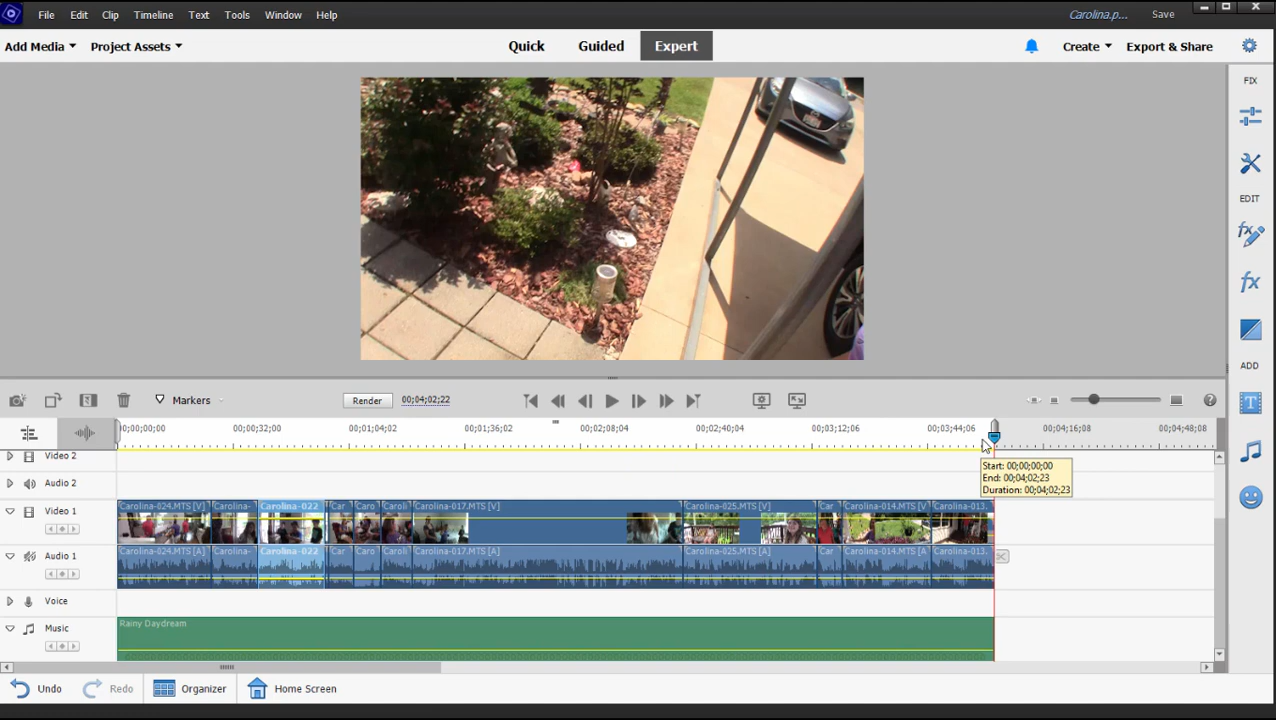 File Edit Clip Timeline Text Tools Window Help Carolina.p... Save
Add Media Project Assets Quick Guided Expert Create Export & Share
FIX
EDIT
ADD
Markers Render 00;04;02;22
;00;00;00 00;00;32;00 00;01;04;02 00;01;36;02 00;02;08;04 00;02;40;04 00;03;12;06 00;03;44;06 00;04;16;08 00;04;48;08
Video 2
Start: 00;00;00;00
End: 00;04;02;23
Duration: 00;04;02;23
Audio 2
Video 1 Carolina-024.MTS [V] Carolina- Carolina-022 Car Caro Caroli Carolina-017.MTS [V] Carolina-025.MTS [V] Car Carolina-014.MTS [V] Carolina-013.
Audio 1 Carolina-024.MTS [A] Carolina- Carolina-022 Car Caro Caroli Carolina-017.MTS [A] Carolina-025.MTS [A] Car Carolina-014.MTS [A] Carolina-013.
Voice
Music Rainy Daydream
Undo Redo Organizer Home Screen